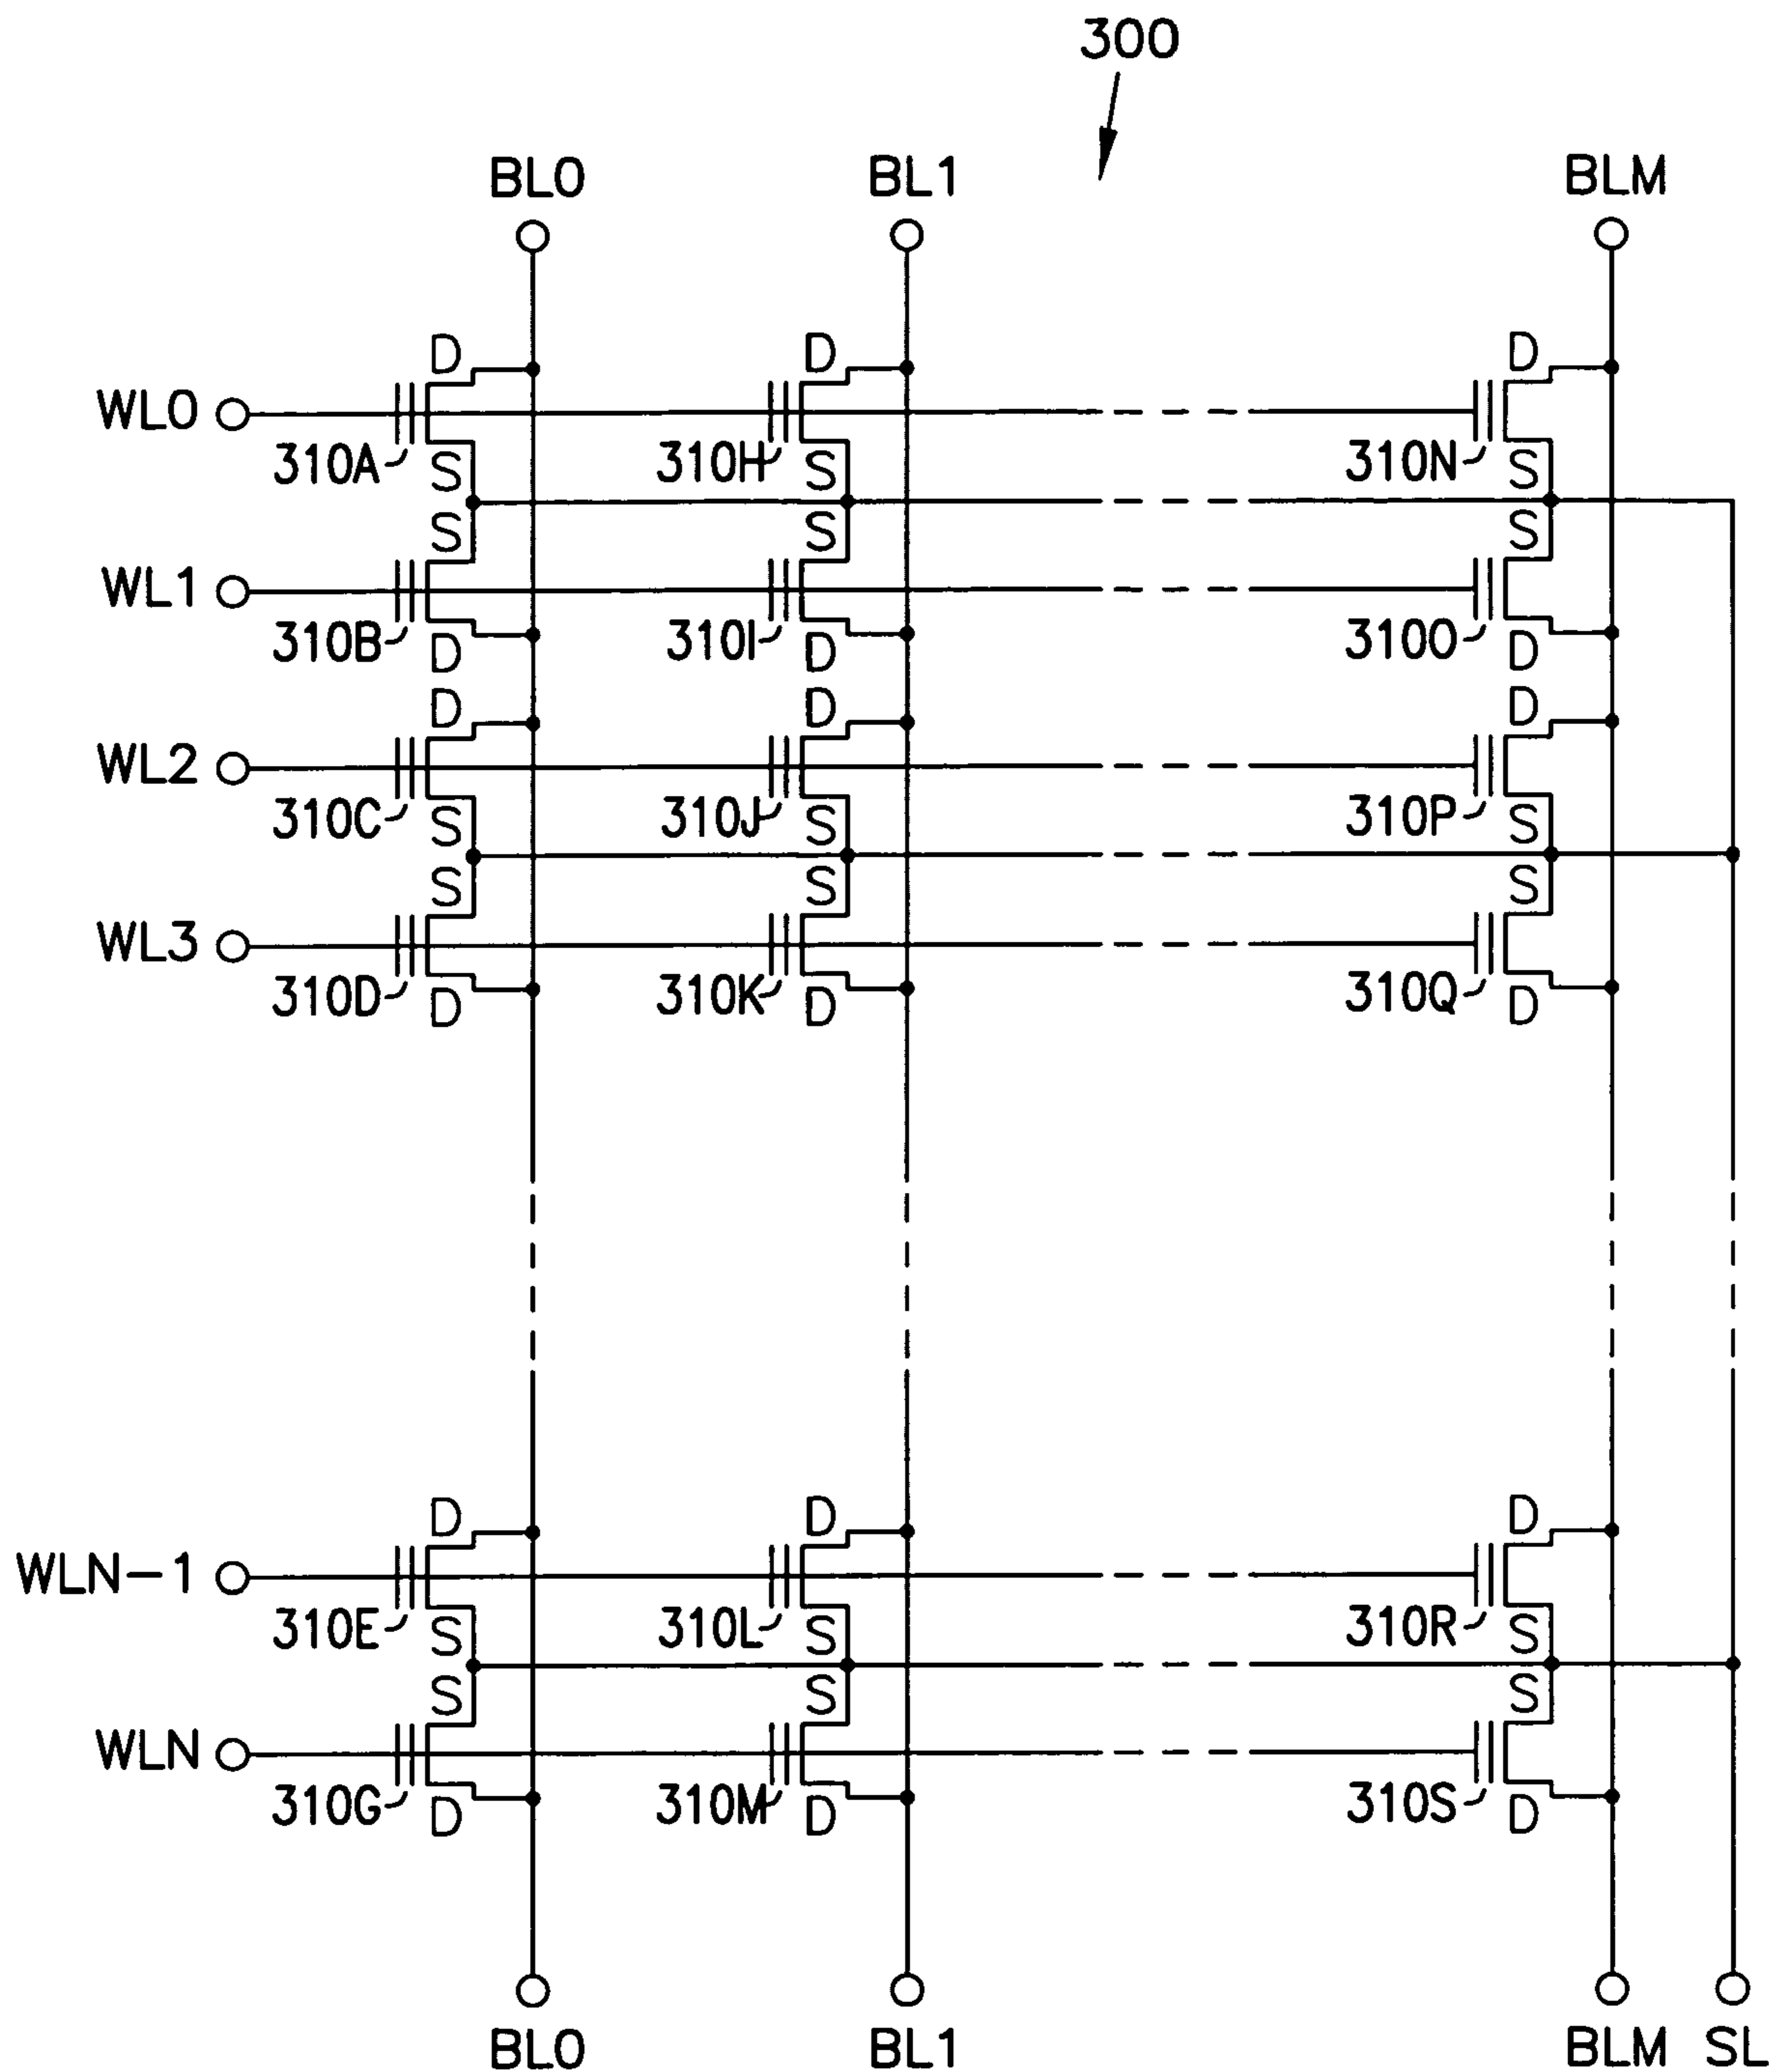 300
BL0 BL1 BLM
D D D
WL0
310A 310H 310N
S S S
S S S
WL1
310B 310I 310O
D D D
D D D
WL2
310C 310J 310P
S S S
S S S
WL3
310D 310K 310Q
D D D
D D D
WLN-1
310E 310L 310R
S S S
S S S
WLN
310G 310M 310S
D D D
BL0 BL1 BLM SL